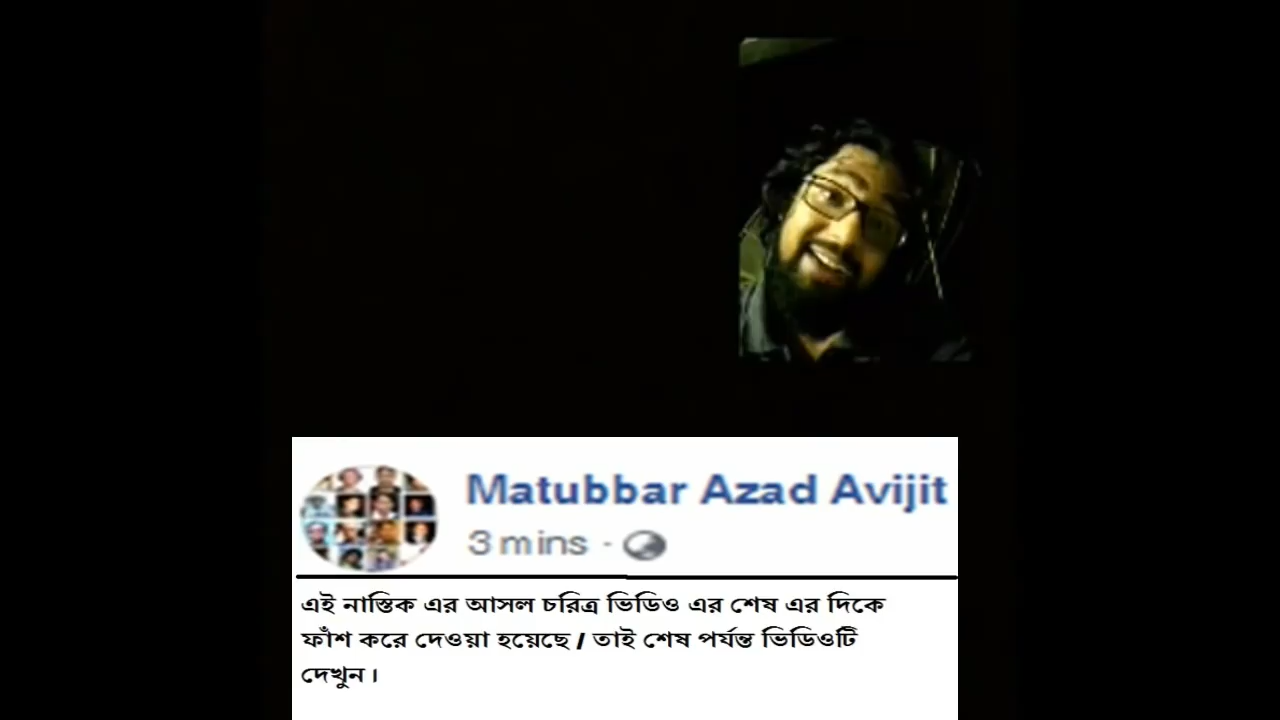 Matubbar Azad Avijit
3 mins ·
এই নাস্তিক এর আসল চরিত্র ভিডিও এর শেষ এর দিকে
ফাঁশ করে দেওয়া হয়েছে / তাই শেষ পর্যন্ত ভিডিওটি
দেখুন।